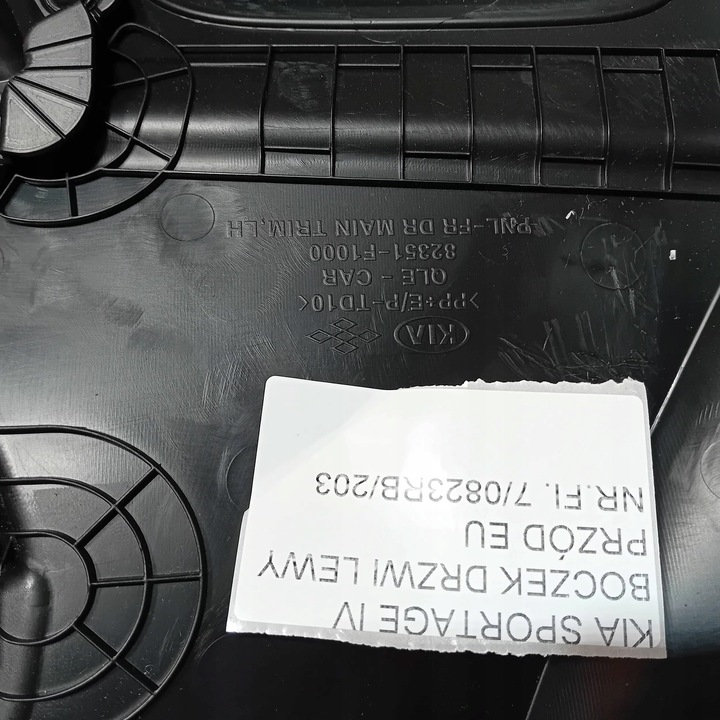 KIA SPORTAGE IV
BOCZEK DRZWI LEWY
PRZÓD EU
NR.FI. 7/0823RB/203
KIA
>PP+E/P-TD10<
QLE - CAR
82351-F1000
PNL-FR DR MAIN TRIM,LH